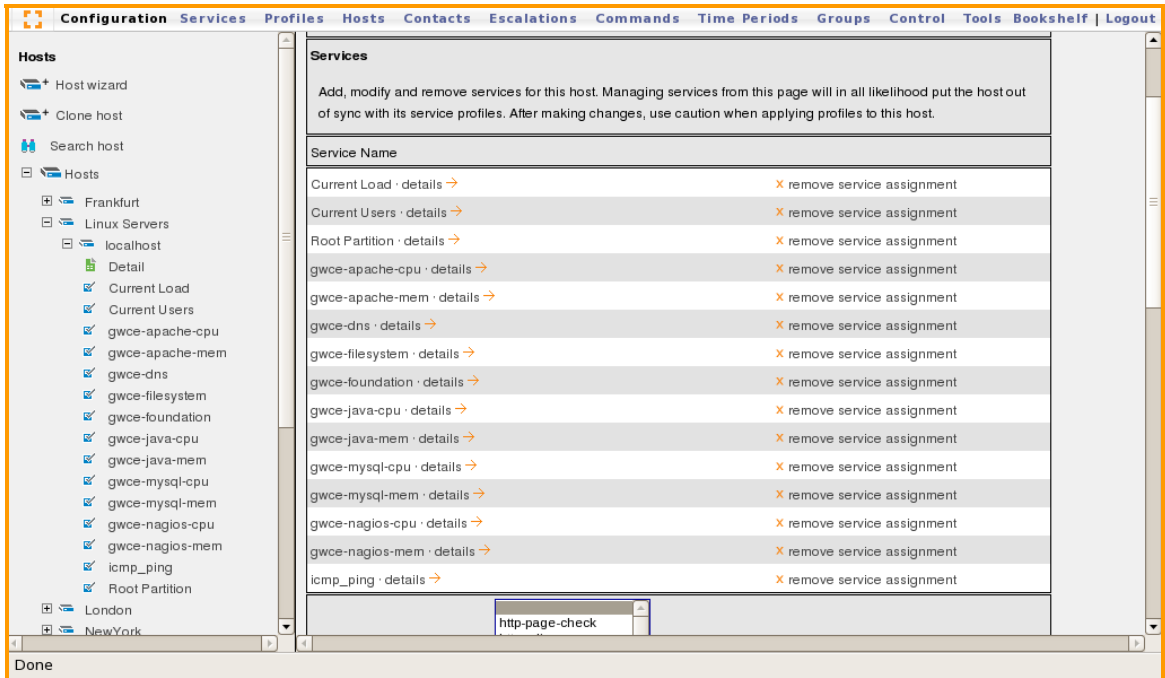 Configuration Services Profiles Hosts Contacts Escalations Commands Time Periods Groups Control Tools Bookshelf | Logout
Hosts
Host wizard
Clone host
Search host
Hosts
Frankfurt
Linux Servers
localhost
Detail
Current Load
Current Users
gwce-apache-cpu
gwce-apache-mem
gwce-dns
gwce-filesystem
gwce-foundation
gwce-java-cpu
gwce-java-mem
gwce-mysql-cpu
gwce-mysql-mem
gwce-nagios-cpu
gwce-nagios-mem
icmp_ping
Root Partition
London
NewYork
Services
Add, modify and remove services for this host. Managing services from this page will in all likelihood put the host out
of sync with its service profiles. After making changes, use caution when applying profiles to this host.
Service Name
Current Load · details → x remove service assignment
Current Users · details → x remove service assignment
Root Partition · details → x remove service assignment
gwce-apache-cpu · details → x remove service assignment
gwce-apache-mem · details → x remove service assignment
gwce-dns · details → x remove service assignment
gwce-filesystem · details → x remove service assignment
gwce-foundation · details → x remove service assignment
gwce-java-cpu · details → x remove service assignment
gwce-java-mem · details → x remove service assignment
gwce-mysql-cpu · details → x remove service assignment
gwce-mysql-mem · details → x remove service assignment
gwce-nagios-cpu · details → x remove service assignment
gwce-nagios-mem · details → x remove service assignment
icmp_ping · details → x remove service assignment
http-page-check
Done